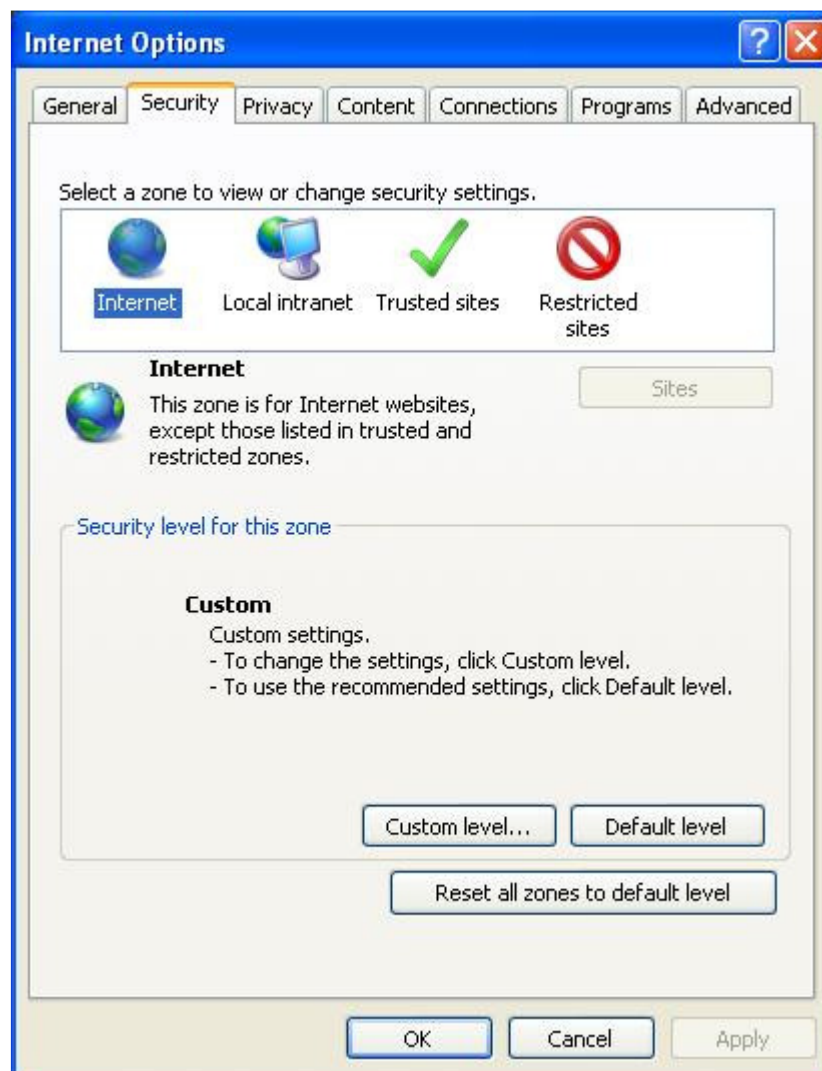 Internet Options
General Security Privacy Content Connections Programs Advanced
Select a zone to view or change security settings.
Internet Local intranet Trusted sites Restricted
sites
Internet
Sites
This zone is for Internet websites,
except those listed in trusted and
restricted zones.
Security level for this zone
Custom
Custom settings.
- To change the settings, click Custom level.
- To use the recommended settings, click Default level.
Custom level... Default level
Reset all zones to default level
OK Cancel Apply